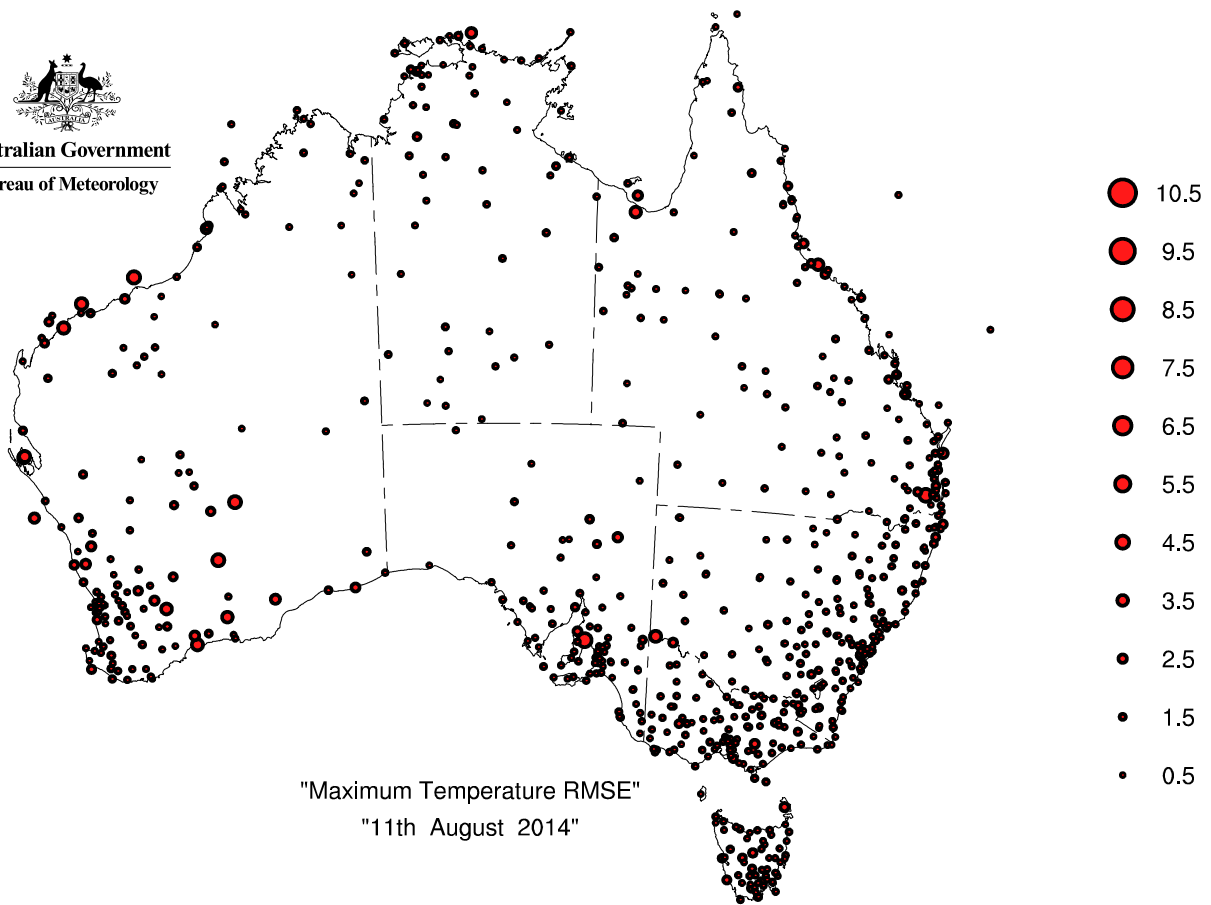 AUSTRALIA
tralian Government
reau of Meteorology
10.5
9.5
8.5
7.5
6.5
5.5
4.5
3.5
2.5
1.5
0.5
"Maximum Temperature RMSE"
"11th August 2014"